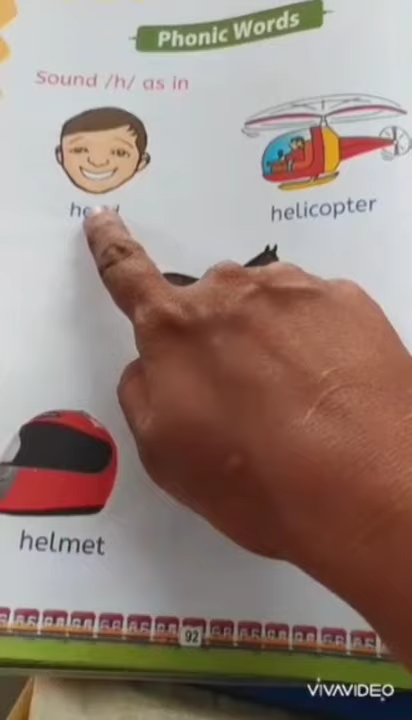 Phonic Words
Sound /h/ as in
helicopter
helmet
92
VIVAVIDEO